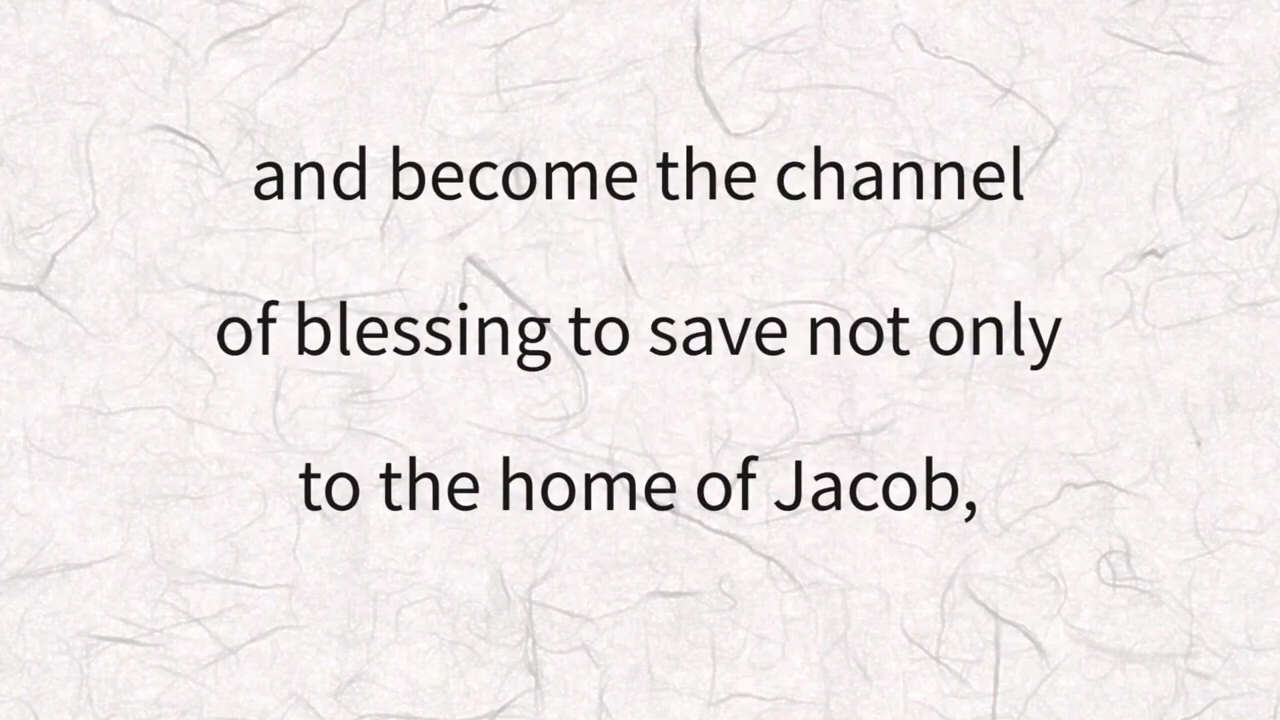 and become the channel
of blessing to save not only
to the home of Jacob,